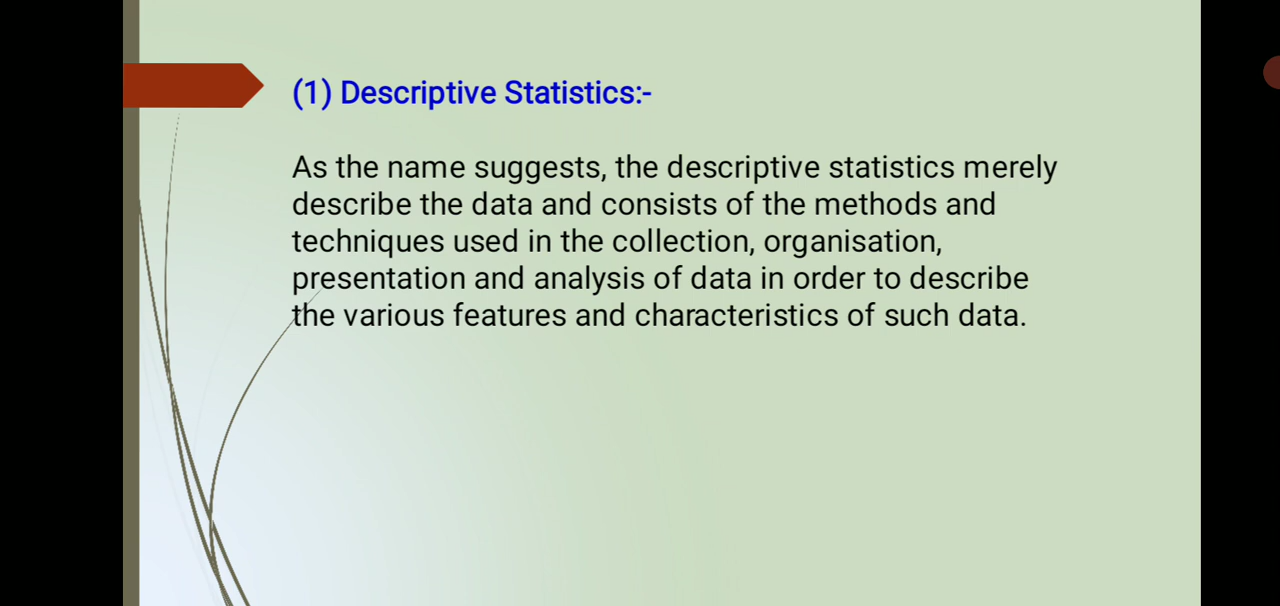 (1) Descriptive Statistics:-
As the name suggests, the descriptive statistics merely
describe the data and consists of the methods and
techniques used in the collection, organisation,
presentation and analysis of data in order to describe
the various features and characteristics of such data.